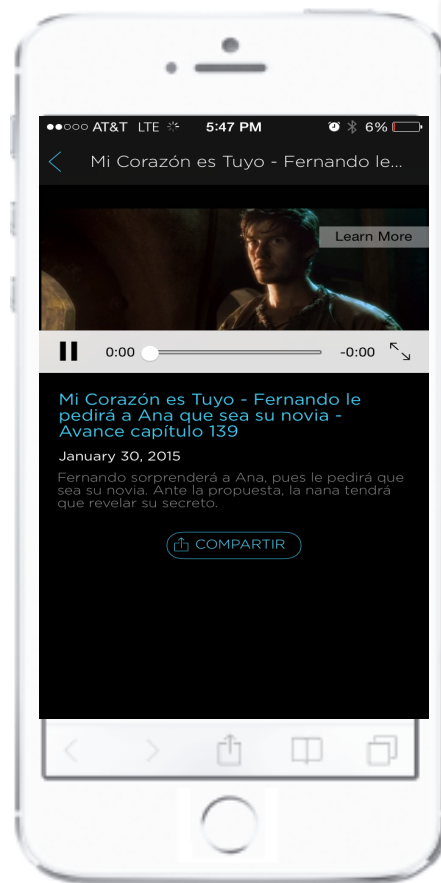 AT&T LTE 5:47 PM 6%
Mi Corazón es Tuyo - Fernando le...
Learn More
0:00 -0:00
Mi Corazón es Tuyo - Fernando le
pedirá a Ana que sea su novia -
Avance capítulo 139
January 30, 2015
Fernando sorprenderá a Ana, pues le pedirá que
sea su novia. Ante la propuesta, la nana tendrá
que revelar su secreto.
COMPARTIR